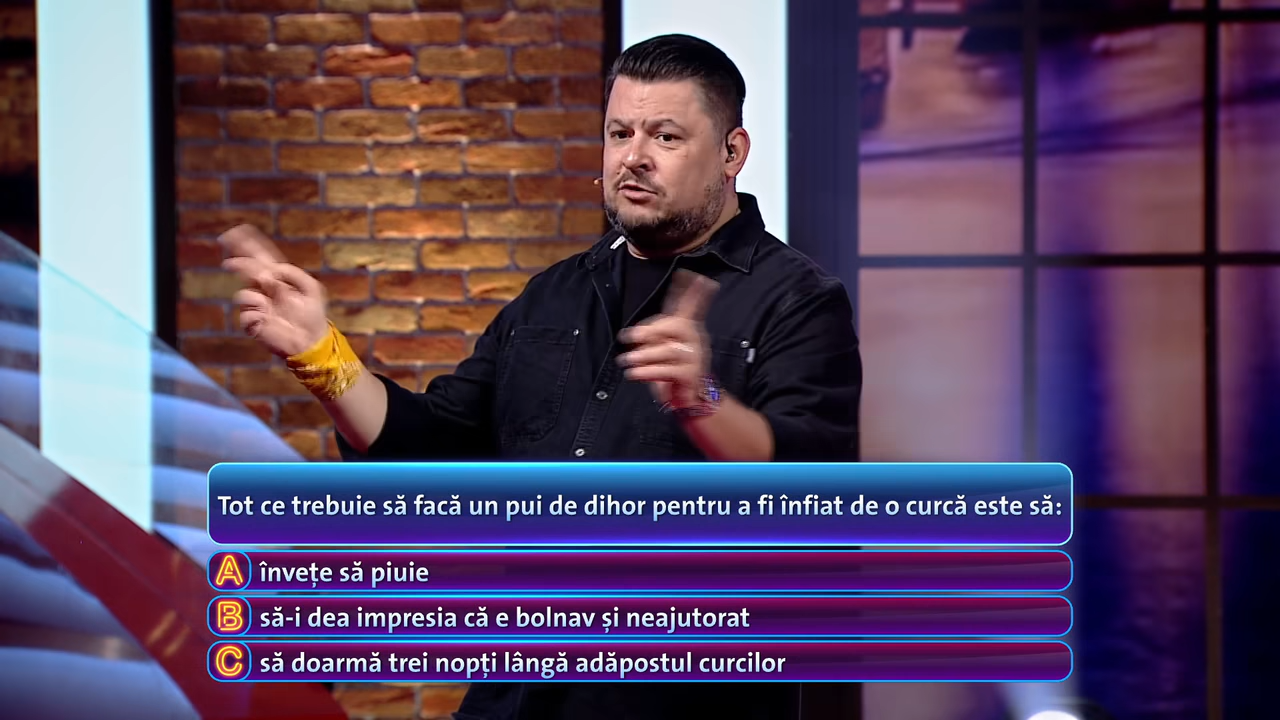 Tot ce trebuie să facă un pui de dihor pentru a fi înfiat de o curcă este să:
A învețe să piuie
B să-i dea impresia că e bolnav și neajutorat
C să doarmă trei nopți lângă adăpostul curcilor